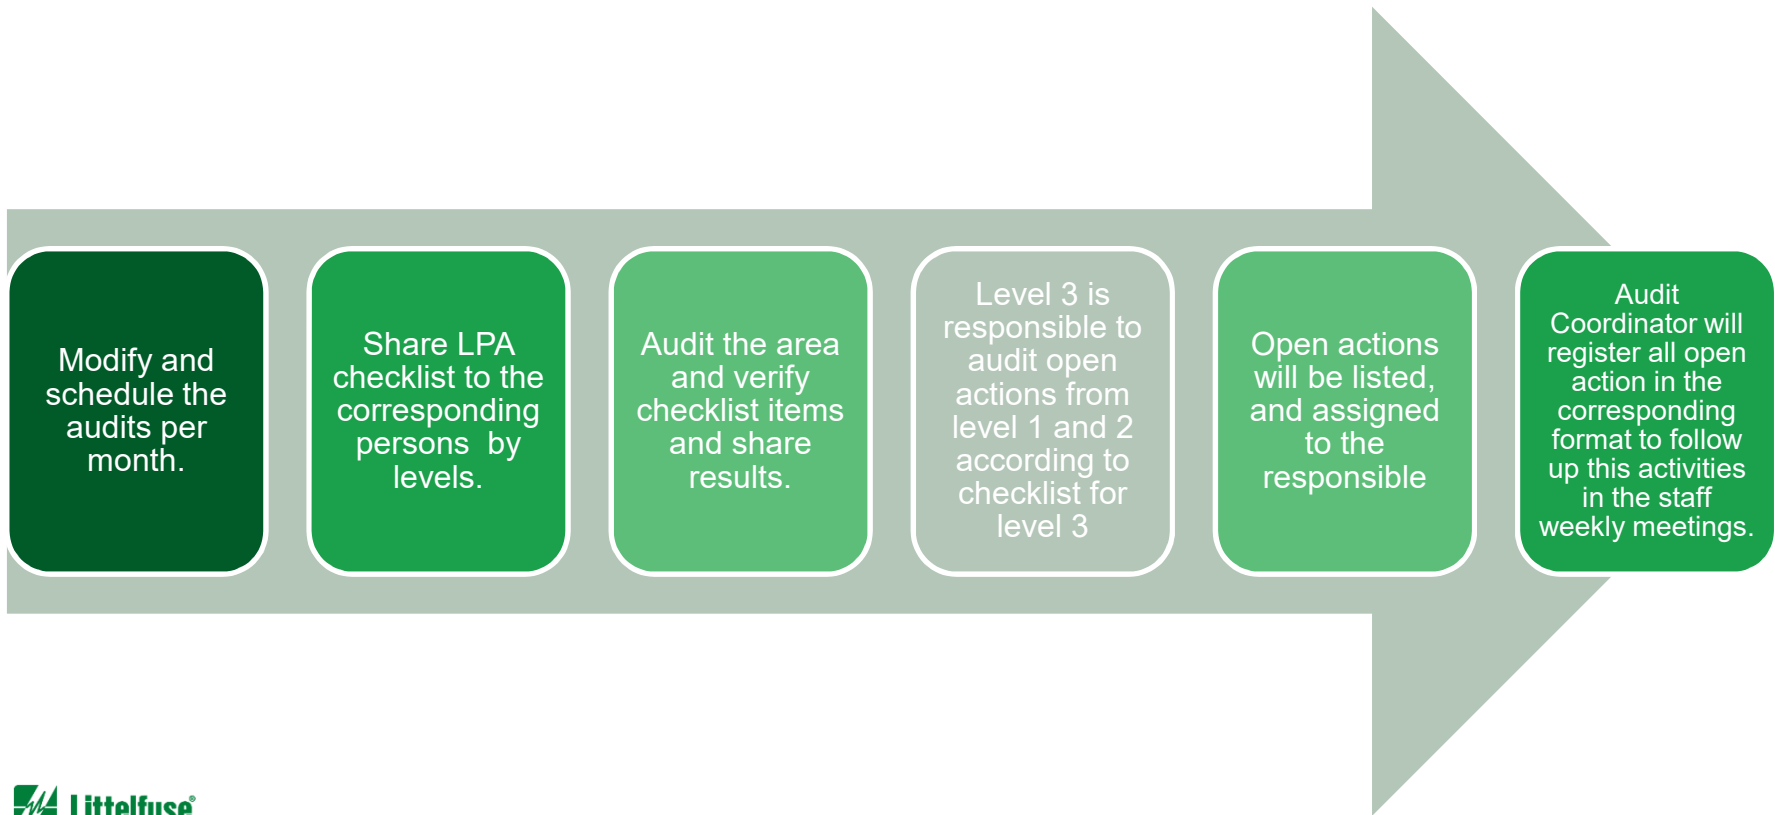 Modify and
schedule the
audits per
month.
Share LPA
checklist to the
corresponding
persons  by
levels.
Audit the area
and verify
checklist items
and share
results.
Level 3 is
responsible to
audit open
actions from
level 1 and 2
according to
checklist for
level 3
Open actions
will be listed,
and assigned
to the
responsible
Audit
Coordinator will
register all open
action in the
corresponding
format to follow
up this activities
in the staff
weekly meetings.
Littelfuse®